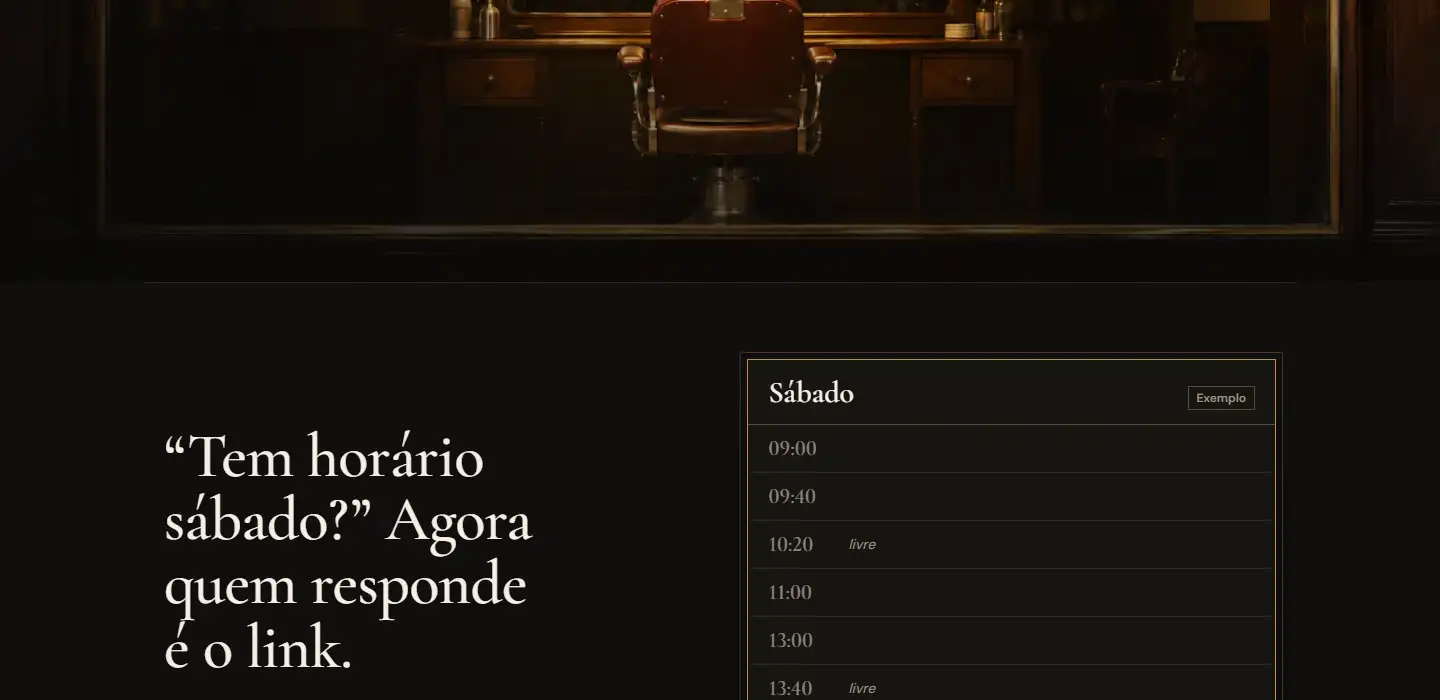 “Tem horário
sábado?” Agora
quem responde
é o link.
Sábado
Exemplo
09:00
09:40
10:20 livre
11:00
13:00
13:40 livre